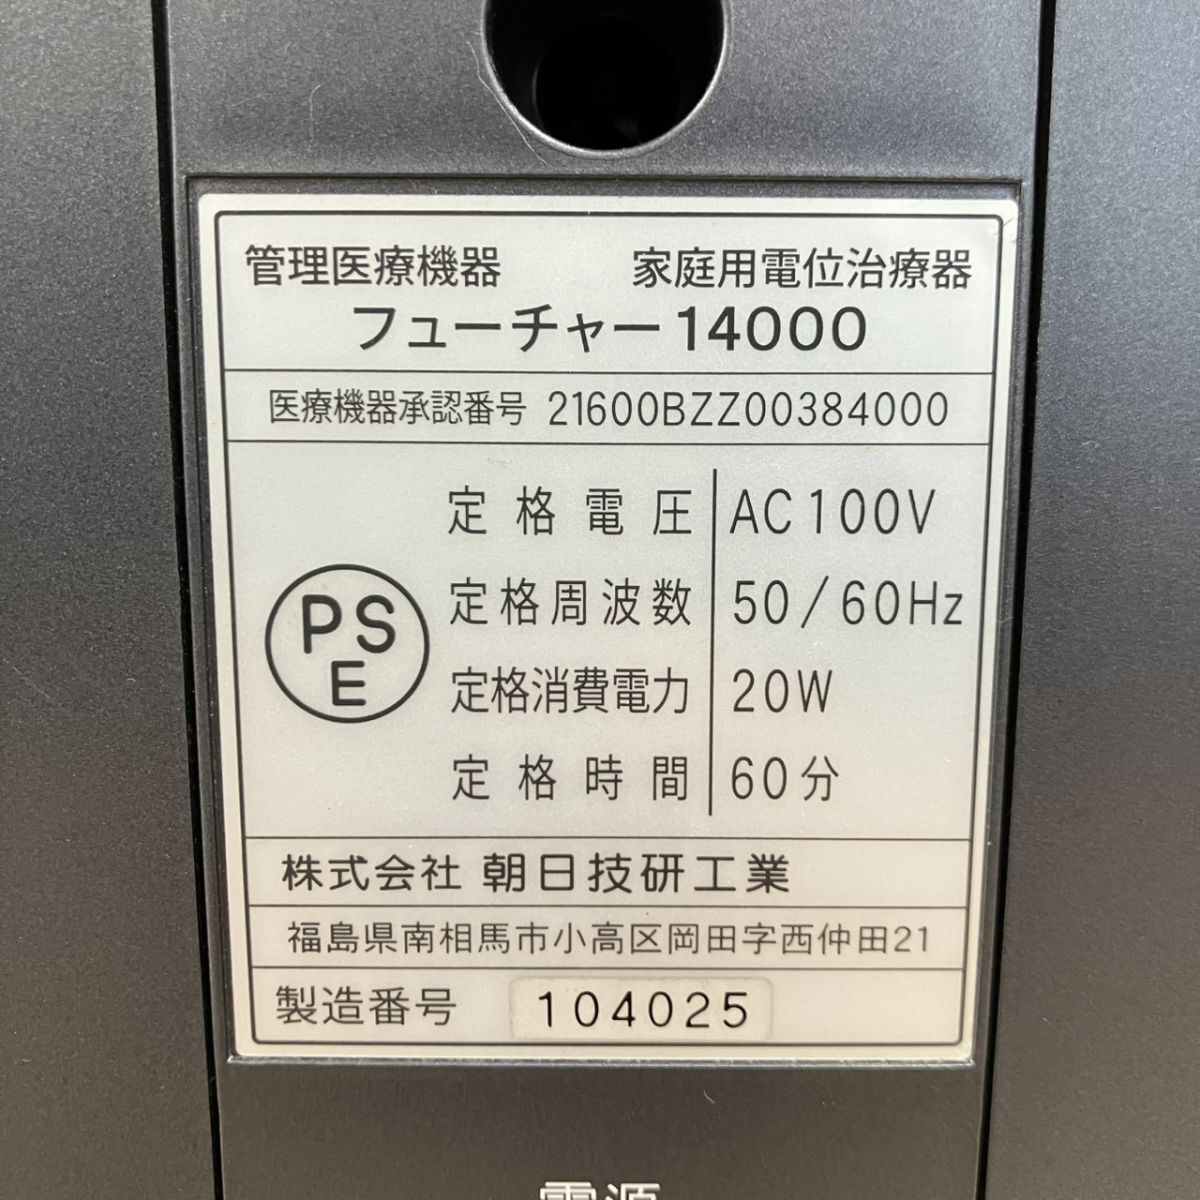 管理医療機器 家庭用電位治療器
フューチャー14000
医療機器承認番号 21600BZZ00384000
定格電圧 AC100V
定格周波数 50/60Hz
PS
E
定格消費電力 20W
定格時間 60分
株式会社 朝日技研工業
福島県南相馬市小高区岡田字西仲田21
製造番号 104025
電源